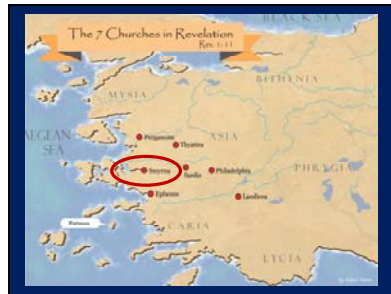 BLACK SEA
The 7 Churches in Revelation
Rev. 1:11
BITHYNIA
MYSIA
AEGEAN
SEA
Pergamum
Thyatira
ASIA
Smyrna
Sardis
Philadelphia
PHRYGIA
Ephesus
Laodicea
Patmos
CARIA
LYCIA